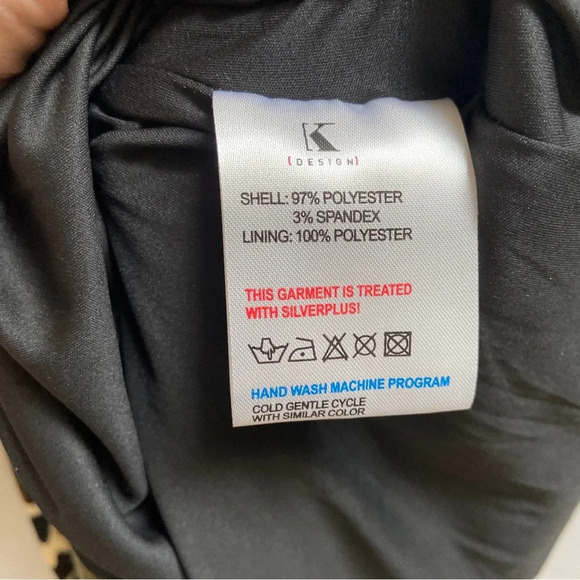 K
[DESIGN]
SHELL: 97% POLYESTER
3% SPANDEX
LINING: 100% POLYESTER
THIS GARMENT IS TREATED
WITH SILVERPLUS!
HAND WASH MACHINE PROGRAM
COLD GENTLE CYCLE
WITH SIMILAR COLOR